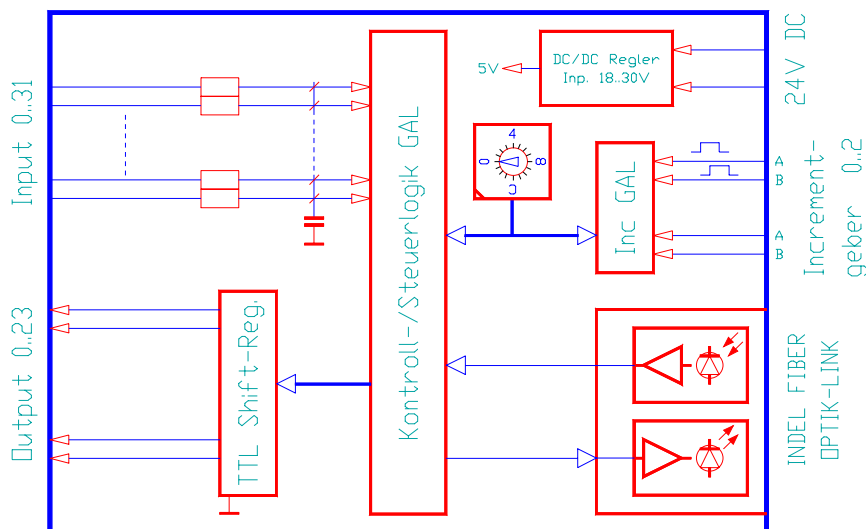 Input 0..31
Output 0..23
TTL Shift-Reg.
Kontroll-/Steuerlogik GAL
5V
DC/DC Regler
Inp. 18..30V
24V DC
0
4
8
C
Inc GAL
A
B
A
B
Increment-
geber 0..2
INDEL FIBER
OPTIK-LINK